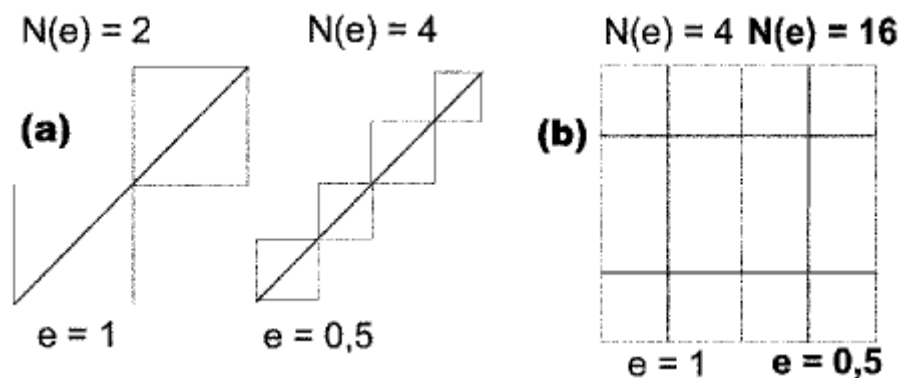 N(e) = 2
N(e) = 4
N(e) = 4 N(e) = 16
(a)
(b)
e = 1
e = 0,5
e = 1
e = 0,5